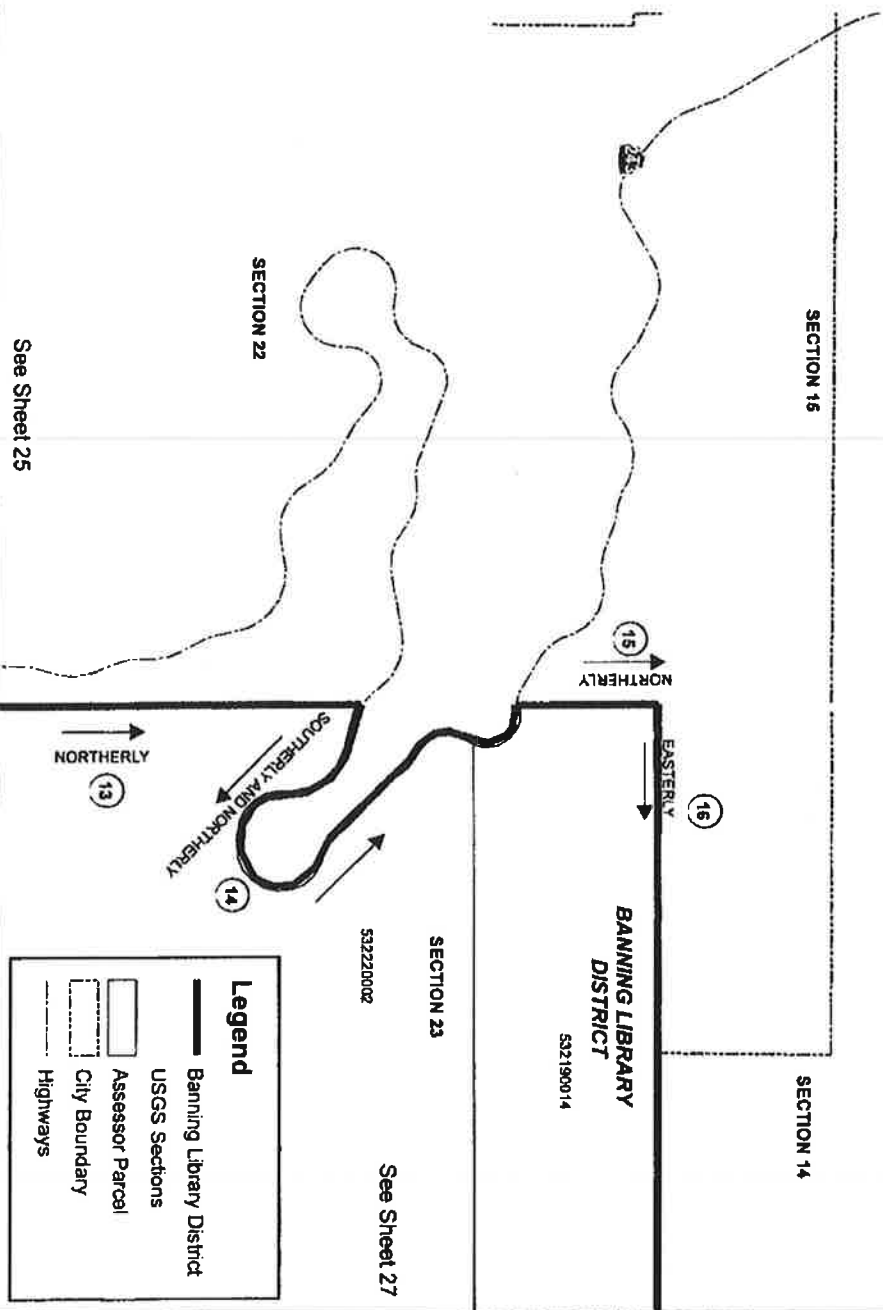 SECTION 15
SECTION 14
16
EASTERLY
15
NORTHERLY
BANNING LIBRARY
DISTRICT
532190014
SECTION 22
SECTION 23
532220002
SOUTHERLY AND NORTHERLY
14
NORTHERLY
13
See Sheet 25
See Sheet 27
Legend
Banning Library District
USGS Sections
Assessor Parcel
City Boundary
Highways